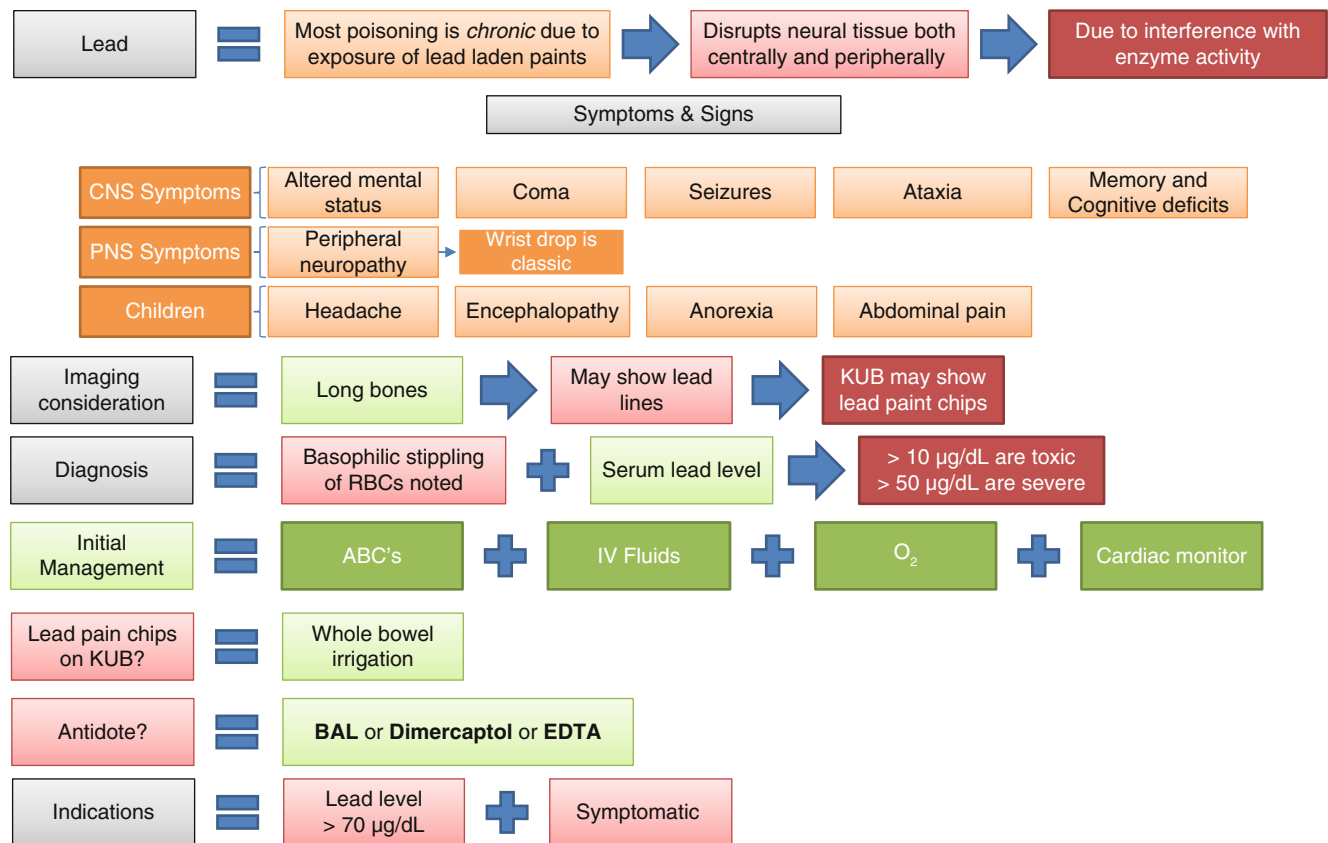 Lead
Most poisoning is chronic due to
exposure of lead laden paints
Disrupts neural tissue both
centrally and peripherally
Due to interference with
enzyme activity
Symptoms & Signs
CNS Symptoms
Altered mental
status
Coma
Seizures
Ataxia
Memory and
Cognitive deficits
PNS Symptoms
Peripheral
neuropathy
Wrist drop is
classic
Children
Headache
Encephalopathy
Anorexia
Abdominal pain
Imaging
consideration
Long bones
May show lead
lines
KUB may show
lead paint chips
Diagnosis
Basophilic stippling
of RBCs noted
Serum lead level
> 10 µg/dL are toxic
> 50 µg/dL are severe
Initial
Management
ABC's
IV Fluids
O₂
Cardiac monitor
Lead pain chips
on KUB?
Whole bowel
irrigation
Antidote?
BAL or Dimercaptol or EDTA
Indications
Lead level
> 70 µg/dL
Symptomatic